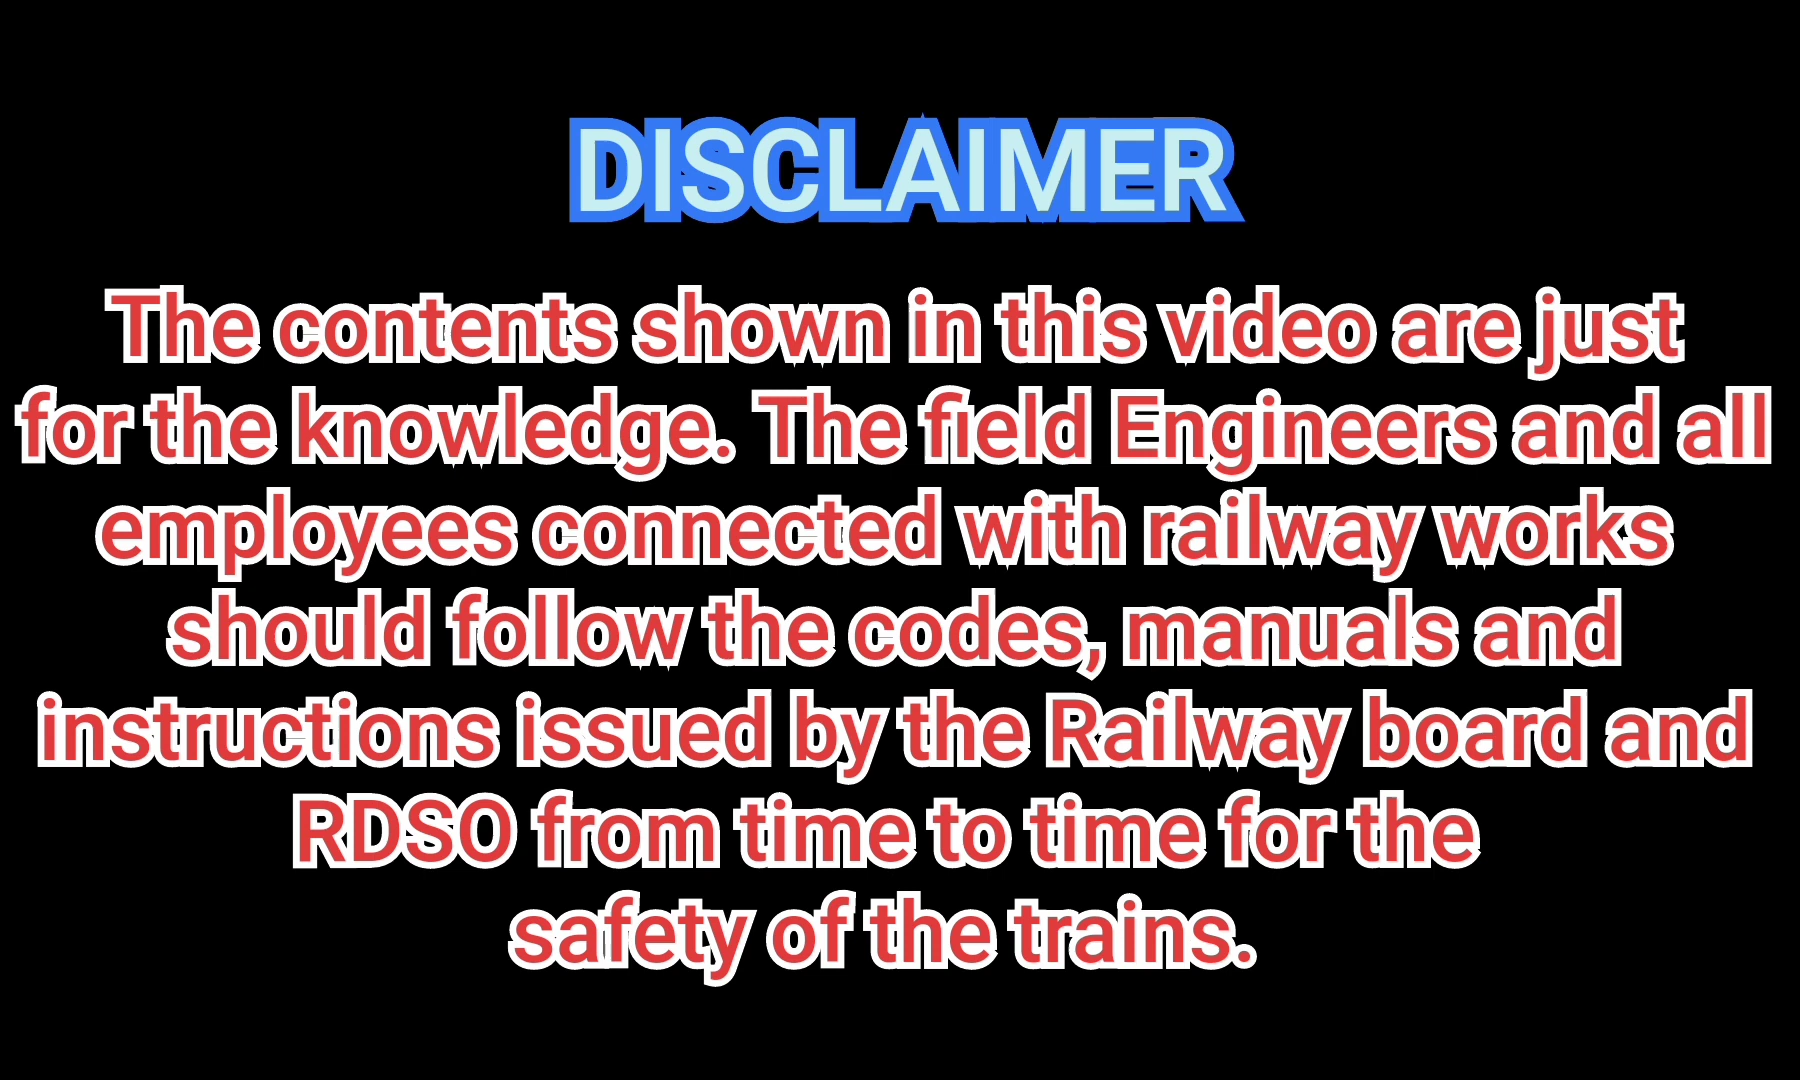 DISCLAIMER
The contents shown in this video are just
for the knowledge. The field Engineers and all
employees connected with railway works
should follow the codes, manuals and
instructions issued by the Railway board and
RDSO from time to time for the
safety of the trains.